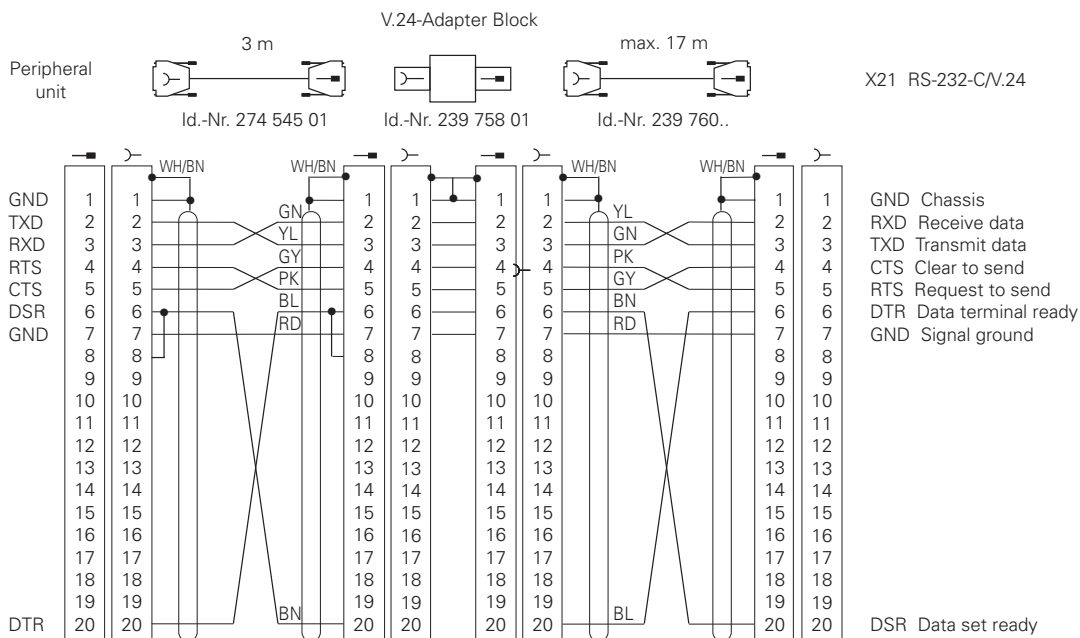 V.24-Adapter Block
3 m
max. 17 m
Peripheral
unit
X21 RS-232-C/V.24
Id.-Nr. 274 545 01
Id.-Nr. 239 758 01
Id.-Nr. 239 760..
WH/BN WH/BN WH/BN WH/BN
GND 1 1 1 1 1 1 1 1 GND Chassis
TXD 2 2 GN 2 2 2 2 YL 2 2 RXD Receive data
RXD 3 3 YL 3 3 3 3 GN 3 3 TXD Transmit data
RTS 4 4 GY 4 4 4 4 PK 4 4 CTS Clear to send
CTS 5 5 PK 5 5 5 5 GY 5 5 RTS Request to send
DSR 6 6 BL 6 6 6 6 BN 6 6 DTR Data terminal ready
GND 7 7 RD 7 7 7 7 RD 7 7 GND Signal ground
8 8 8 8 8 8 8 8
9 9 9 9 9 9 9 9
10 10 10 10 10 10 10 10
11 11 11 11 11 11 11 11
12 12 12 12 12 12 12 12
13 13 13 13 13 13 13 13
14 14 14 14 14 14 14 14
15 15 15 15 15 15 15 15
16 16 16 16 16 16 16 16
17 17 17 17 17 17 17 17
18 18 18 18 18 18 18 18
19 19 19 19 19 19 19 19
DTR 20 20 BN 20 20 20 20 BL 20 20 DSR Data set ready